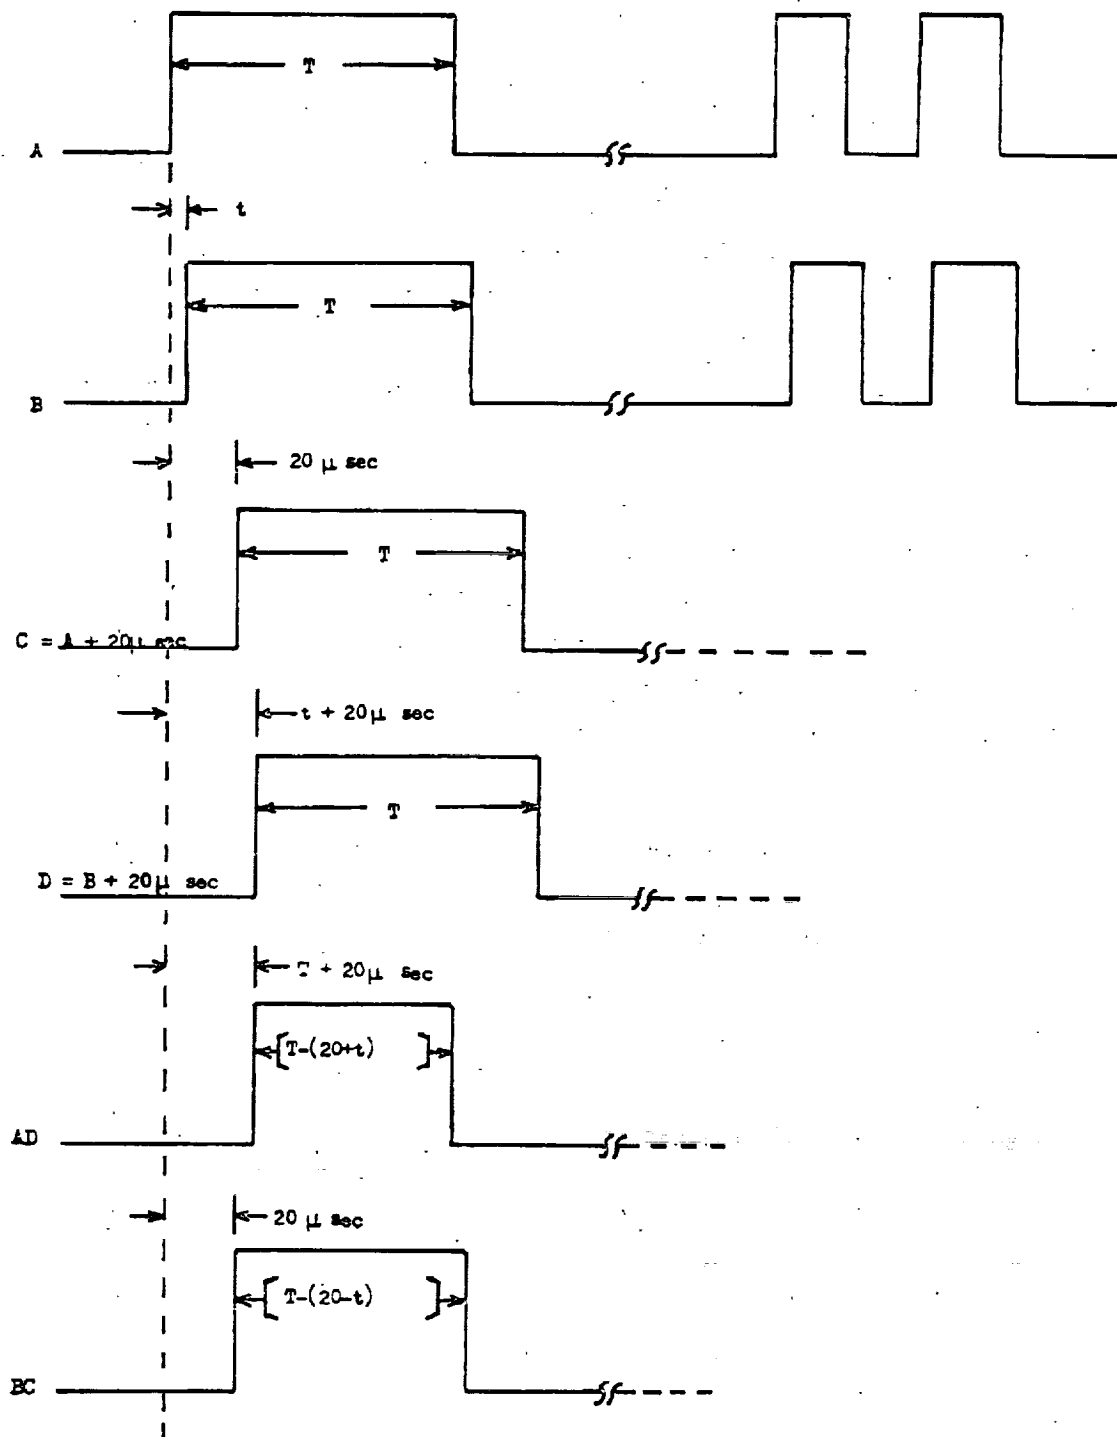 T
A
t
T
B
20 μ sec
T
C = A + 20μ sec
t + 20μ sec
T
D = B + 20μ sec
T + 20μ sec
[T-(20+t)]
AD
20 μ sec
[T-(20-t)]
BC